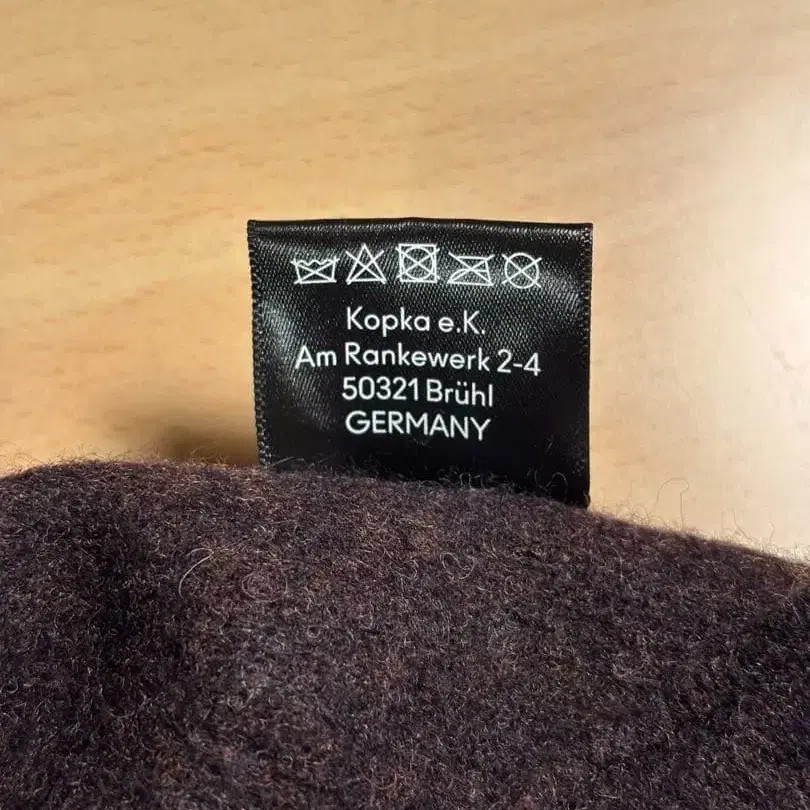 Kopka e.K.
Am Rankewerk 2-4
50321 Brühl
GERMANY